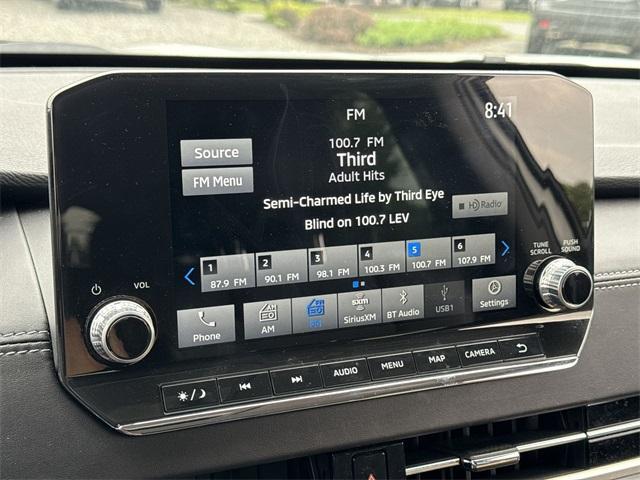 FM
8:41
100.7 FM
Third
Adult Hits
Source
FM Menu
Semi-Charmed Life by Third Eye
Blind on 100.7 LEV
HD Radio
TUNE SCROLL
PUSH SOUND
1 87.9 FM
2 90.1 FM
3 98.1 FM
4 100.3 FM
5 100.7 FM
6 107.9 FM
VOL
Phone
AM
FM
SXM
SiriusXM
BT Audio
USB1
Settings
AUDIO
MENU
MAP
CAMERA